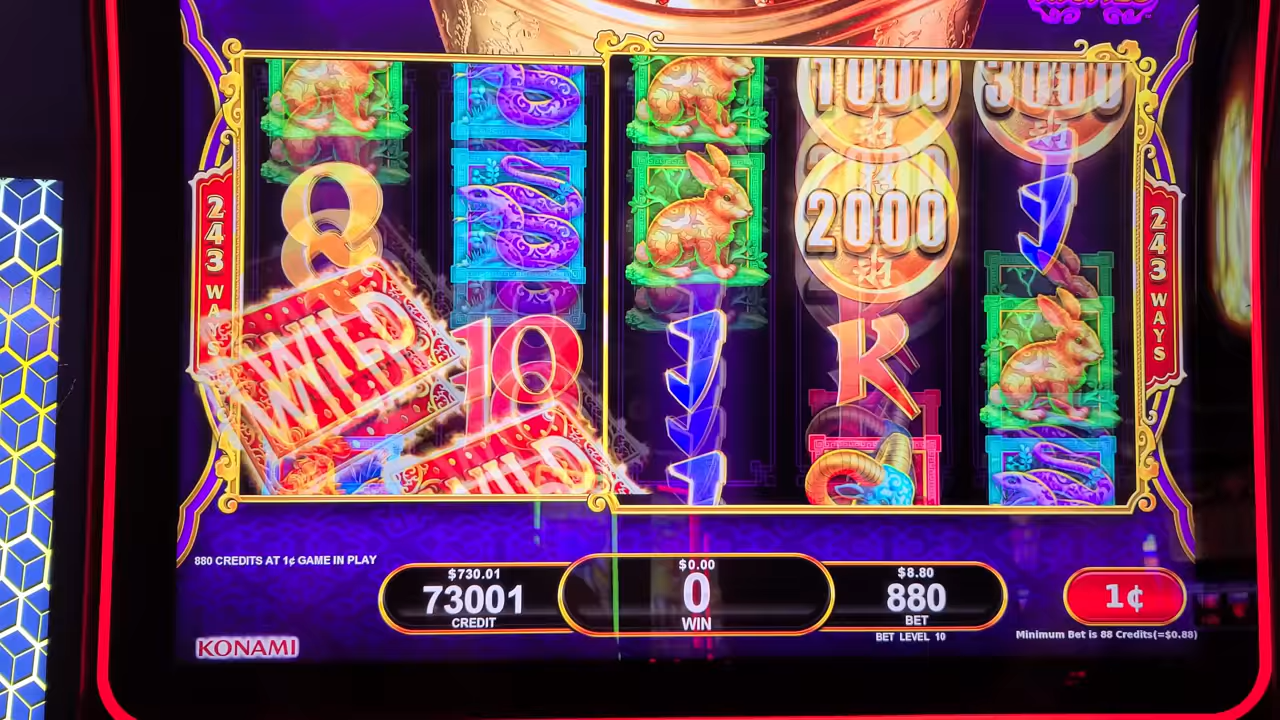 1000
3000
2000
Q
J
243 WAYS
243 WAYS
WILD
10
J
K
WILD
J
880 CREDITS AT 1¢ GAME IN PLAY
$730.01
73001
CREDIT
$0.00
0
WIN
$8.80
880
BET
BET LEVEL 10
1¢
Minimum Bet is 88 Credits(=$0.88)
KONAMI